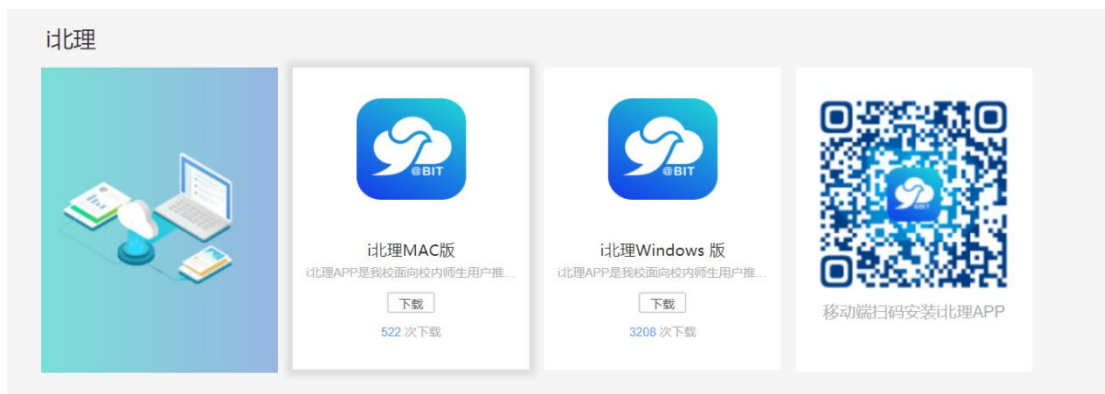 i北理
@BIT
@BIT
@BIT
i北理MAC版
i北理Windows 版
i北理APP是我校面向校内师生用户推...
i北理APP是我校面向校内师生用户推...
下载
下载
522 次下载
3208 次下载
移动端扫码安装i北理APP